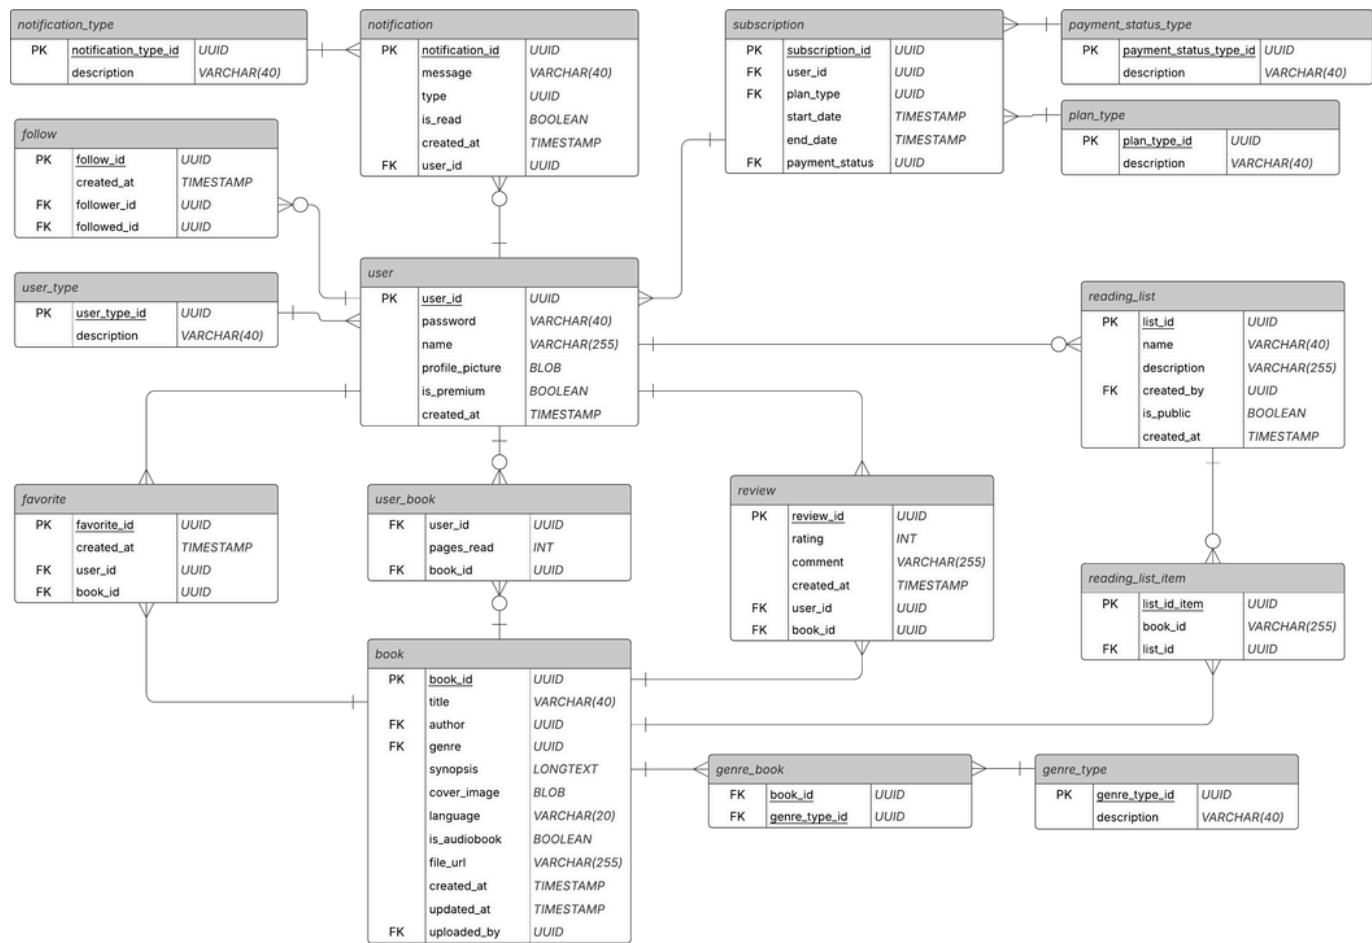 notification_type
PK notification_type_id UUID
description VARCHAR(40)
notification
PK notification_id UUID
message VARCHAR(40)
type UUID
is_read BOOLEAN
created_at TIMESTAMP
FK user_id UUID
subscription
PK subscription_id UUID
FK user_id UUID
FK plan_type UUID
start_date TIMESTAMP
end_date TIMESTAMP
FK payment_status UUID
payment_status_type
PK payment_status_type_id UUID
description VARCHAR(40)
plan_type
PK plan_type_id UUID
description VARCHAR(40)
follow
PK follow_id UUID
created_at TIMESTAMP
FK follower_id UUID
FK followed_id UUID
user_type
PK user_type_id UUID
description VARCHAR(40)
user
PK user_id UUID
password VARCHAR(40)
name VARCHAR(255)
profile_picture BLOB
is_premium BOOLEAN
created_at TIMESTAMP
reading_list
PK list_id UUID
name VARCHAR(40)
description VARCHAR(255)
FK created_by UUID
is_public BOOLEAN
created_at TIMESTAMP
favorite
PK favorite_id UUID
created_at TIMESTAMP
FK user_id UUID
FK book_id UUID
user_book
FK user_id UUID
pages_read INT
FK book_id UUID
review
PK review_id UUID
rating INT
comment VARCHAR(255)
created_at TIMESTAMP
FK user_id UUID
FK book_id UUID
reading_list_item
PK list_id_item UUID
book_id VARCHAR(255)
FK list_id UUID
book
PK book_id UUID
title VARCHAR(40)
FK author UUID
FK genre UUID
synopsis LONGTEXT
cover_image BLOB
language VARCHAR(20)
is_audiobook BOOLEAN
file_url VARCHAR(255)
created_at TIMESTAMP
updated_at TIMESTAMP
FK uploaded_by UUID
genre_book
FK book_id UUID
FK genre_type_id UUID
genre_type
PK genre_type_id UUID
description VARCHAR(40)